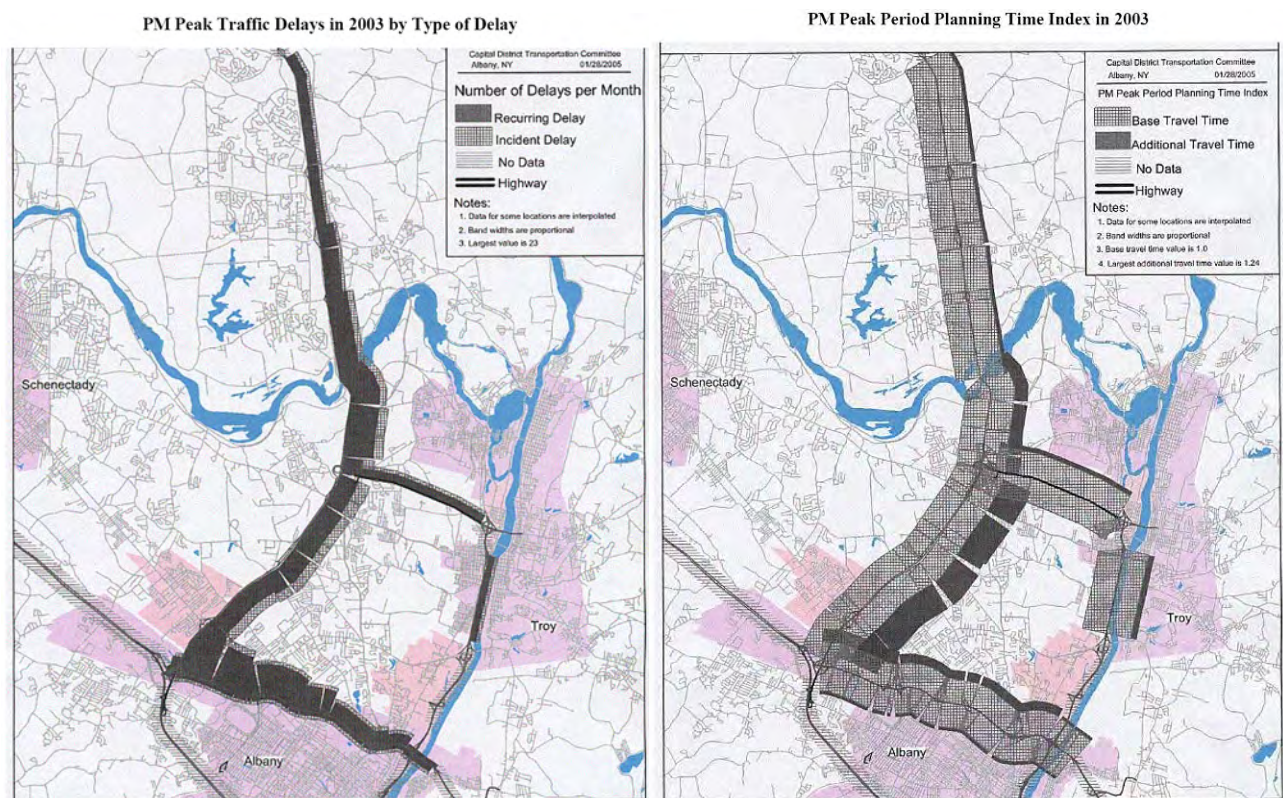 PM Peak Traffic Delays in 2003 by Type of Delay
Capital District Transportation Committee
Albany, NY 01/28/2005
Number of Delays per Month
Recurring Delay
Incident Delay
No Data
Highway
Notes:
1. Data for some locations are interpolated
2. Band widths are proportional
3. Largest value is 23
Schenectady
Troy
Albany
PM Peak Period Planning Time Index in 2003
Capital District Transportation Committee
Albany, NY 01/28/2005
PM Peak Period Planning Time Index
Base Travel Time
Additional Travel Time
No Data
Highway
Notes:
1. Data for some locations are interpolated
2. Band widths are proportional
3. Base travel time value is 1.0
4. Largest additional travel time value is 1.24
Schenectady
Troy
Albany